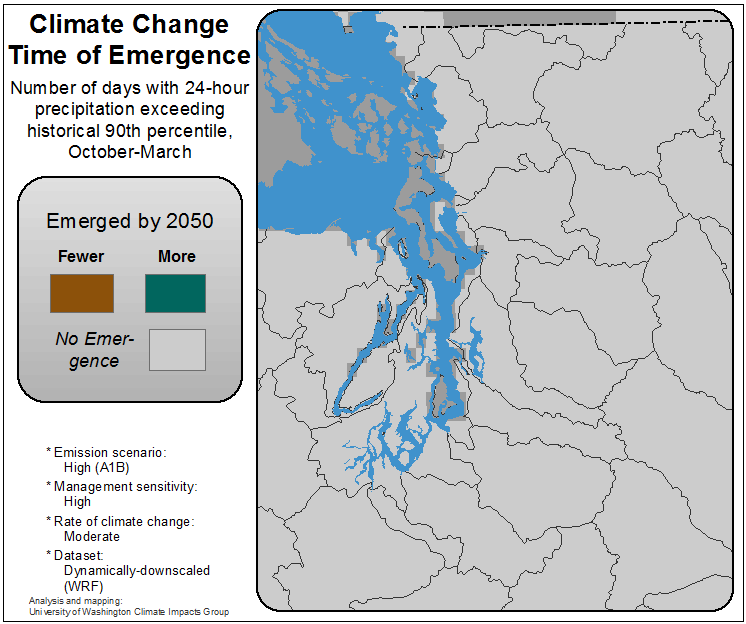 Climate Change
Time of Emergence
Number of days with 24-hour
precipitation exceeding
historical 90th percentile,
October-March
Emerged by 2050
Fewer More
No Emer-
gence
* Emission scenario:
High (A1B)
* Management sensitivity:
High
* Rate of climate change:
Moderate
* Dataset:
Dynamically-downscaled
(WRF)
Analysis and mapping:
University of Washington Climate Impacts Group